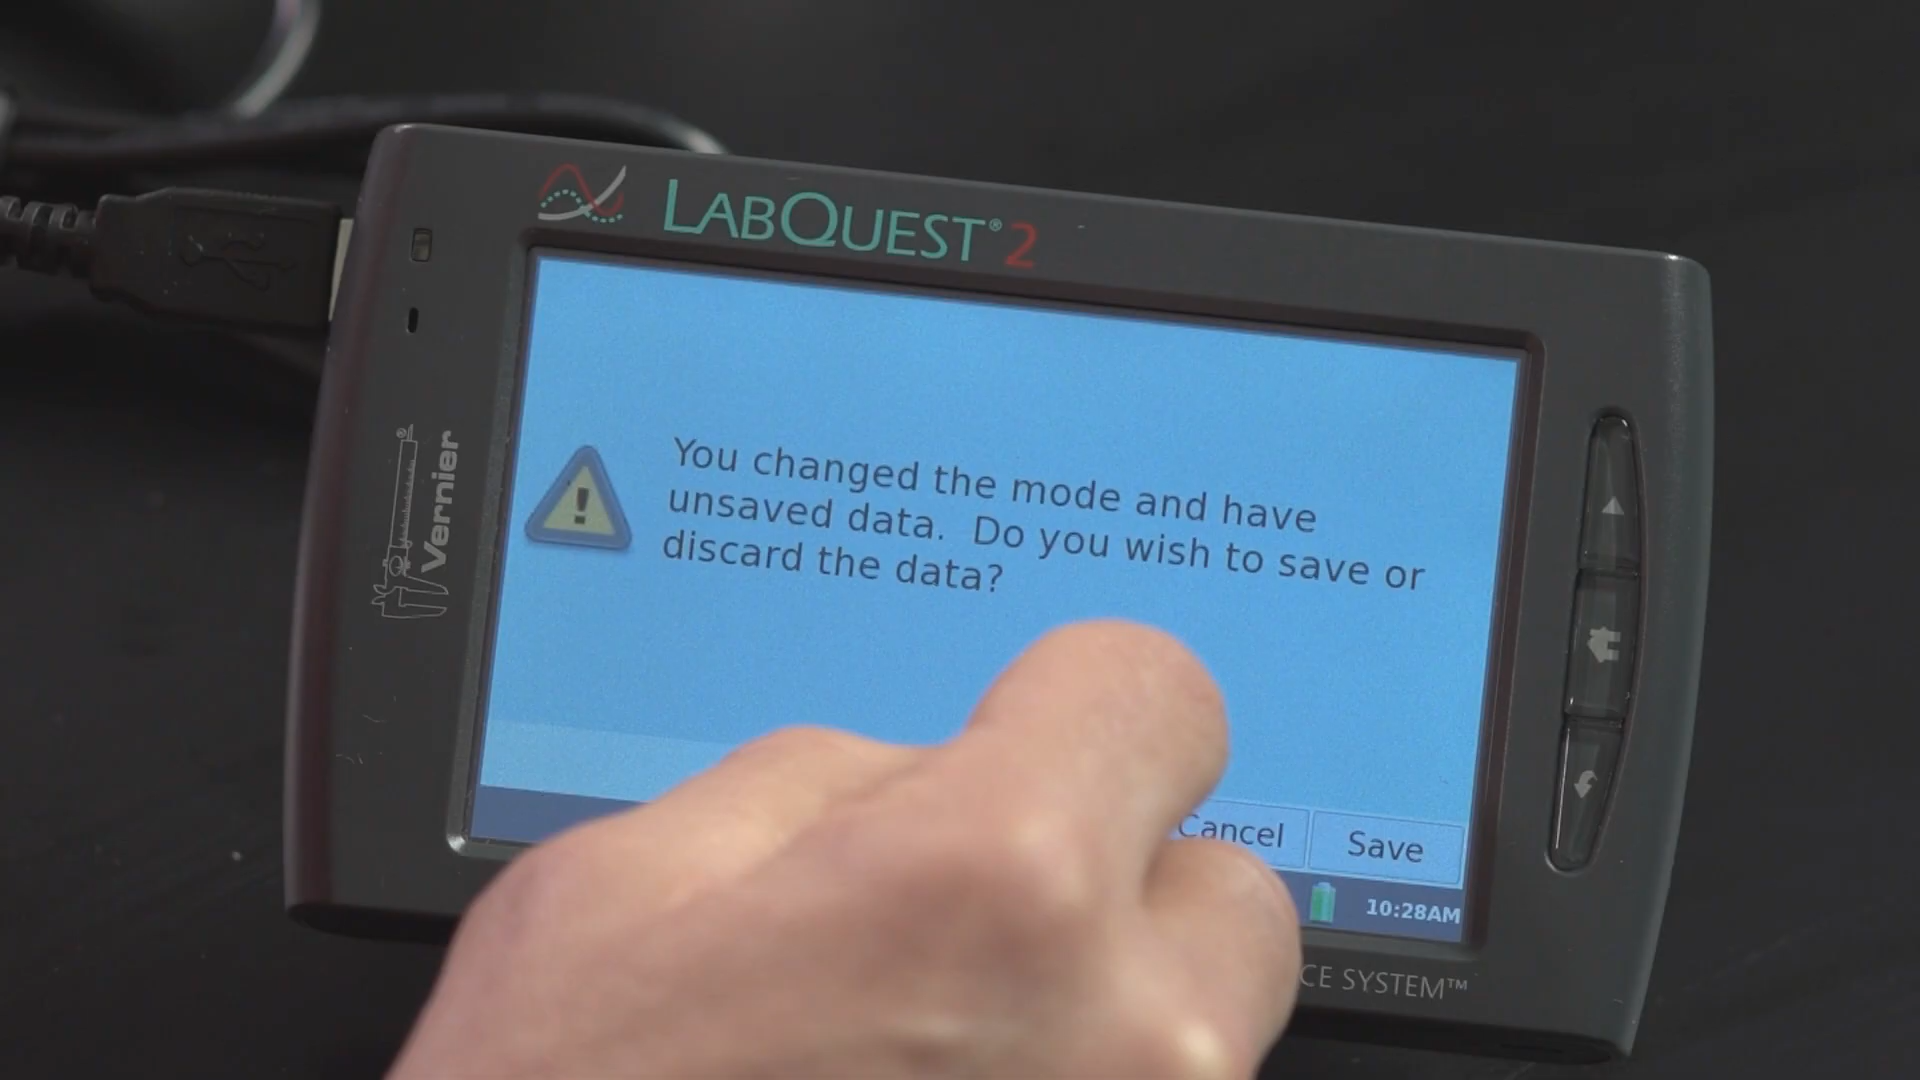 LABQUEST® 2
Vernier®
You changed the mode and have
unsaved data. Do you wish to save or
discard the data?
Cancel
Save
10:28AM
SYSTEM™